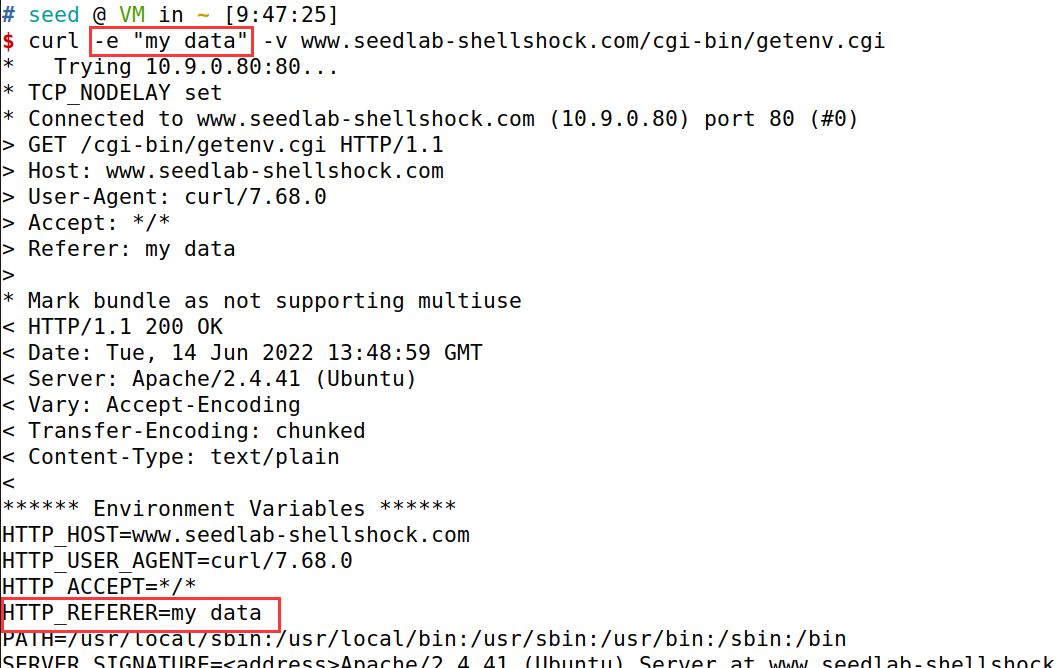 # seed @ VM in ~ [9:47:25]
$ curl -e "my data" -v www.seedlab-shellshock.com/cgi-bin/getenv.cgi
*   Trying 10.9.0.80:80...
* TCP_NODELAY set
* Connected to www.seedlab-shellshock.com (10.9.0.80) port 80 (#0)
> GET /cgi-bin/getenv.cgi HTTP/1.1
> Host: www.seedlab-shellshock.com
> User-Agent: curl/7.68.0
> Accept: */*
> Referer: my data
>
* Mark bundle as not supporting multiuse
< HTTP/1.1 200 OK
< Date: Tue, 14 Jun 2022 13:48:59 GMT
< Server: Apache/2.4.41 (Ubuntu)
< Vary: Accept-Encoding
< Transfer-Encoding: chunked
< Content-Type: text/plain
<
****** Environment Variables ******
HTTP_HOST=www.seedlab-shellshock.com
HTTP_USER_AGENT=curl/7.68.0
HTTP_ACCEPT=*/*
HTTP_REFERER=my data
PATH=/usr/local/sbin:/usr/local/bin:/usr/sbin:/usr/bin:/sbin:/bin
SERVER_SIGNATURE=<address>Apache/2.4.41 (Ubuntu) Server at www.seedlab-shellshock